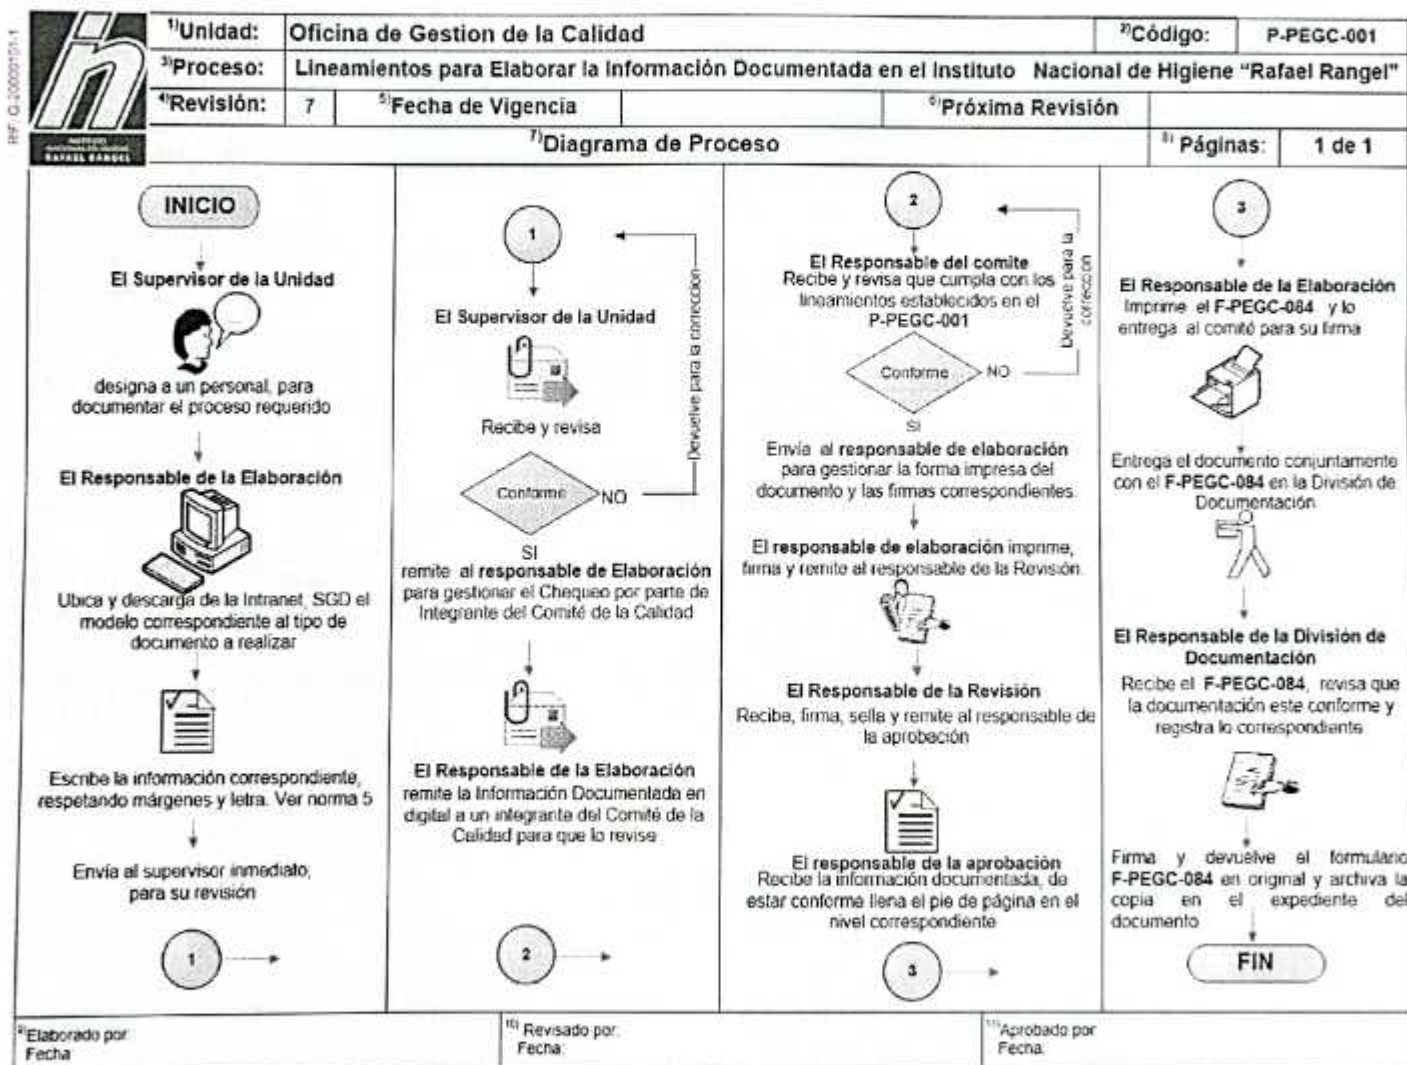 1)Unidad: Oficina de Gestion de la Calidad 2)Código: P-PEGC-001
3)Proceso: Lineamientos para Elaborar la Información Documentada en el Instituto Nacional de Higiene “Rafael Rangel”
4)Revisión: 7 5)Fecha de Vigencia 6)Próxima Revisión
7)Diagrama de Proceso 8) Páginas: 1 de 1
RAFAEL RANGEL
INICIO
El Supervisor de la Unidad
designa a un personal, para
documentar el proceso requerido
El Responsable de la Elaboración
Ubica y descarga de la Intranet, SGD el
modelo correspondiente al tipo de
documento a realizar
Escribe la información correspondiente,
respetando márgenes y letra. Ver norma 5
Envía al supervisor inmediato,
para su revisión
1
1
El Supervisor de la Unidad
Recibe y revisa
Conforme NO
Devuelve para la correccion
SI
remite al responsable de Elaboración
para gestionar el Chequeo por parte de
Integrante del Comité de la Calidad
El Responsable de la Elaboración
remite la Información Documentada en
digital a un integrante del Comité de la
Calidad para que lo revise
2
2
El Responsable del comite
Recibe y revisa que cumpla con los
lineamientos establecidos en el
P-PEGC-001
Conforme NO
Devuelve para la
corrección
SI
Envía al responsable de elaboración
para gestionar la forma impresa del
documento y las firmas correspondientes.
El responsable de elaboración imprime,
firma y remite al responsable de la Revisión.
El Responsable de la Revisión
Recibe, firma, sella y remite al responsable de
la aprobación
El responsable de la aprobación
Recibe la información documentada, de
estar conforme llena el pie de página en el
nivel correspondiente
3
3
El Responsable de la Elaboración
Imprime el F-PEGC-084 y lo
entrega al comité para su firma
Entrega el documento conjuntamente
con el F-PEGC-084 en la División de
Documentación
El Responsable de la División de
Documentación
Recibe el F-PEGC-084, revisa que
la documentación este conforme y
registra lo correspondiente
Firma y devuelve el formulario
F-PEGC-084 en original y archiva la
copia en el expediente del
documento
FIN
9)Elaborado por:
Fecha
10) Revisado por:
Fecha:
11)Aprobado por
Fecha: